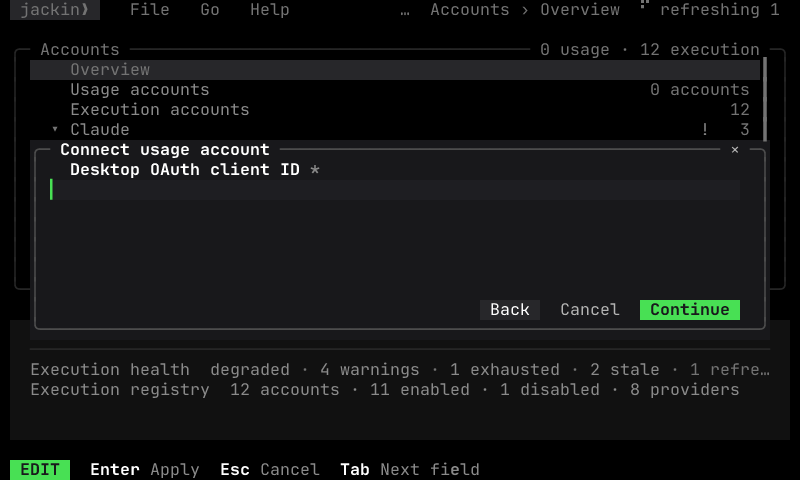 jackin❯ File Go Help … Accounts › Overview ⠛ refreshing 1
Accounts 0 usage · 12 execution
Overview
Usage accounts 0 accounts
Execution accounts 12
▾ Claude ! 3
Connect usage account ×
Desktop OAuth client ID *
Back Cancel Continue
Execution health degraded · 4 warnings · 1 exhausted · 2 stale · 1 refre…
Execution registry 12 accounts · 11 enabled · 1 disabled · 8 providers
EDIT Enter Apply Esc Cancel Tab Next field